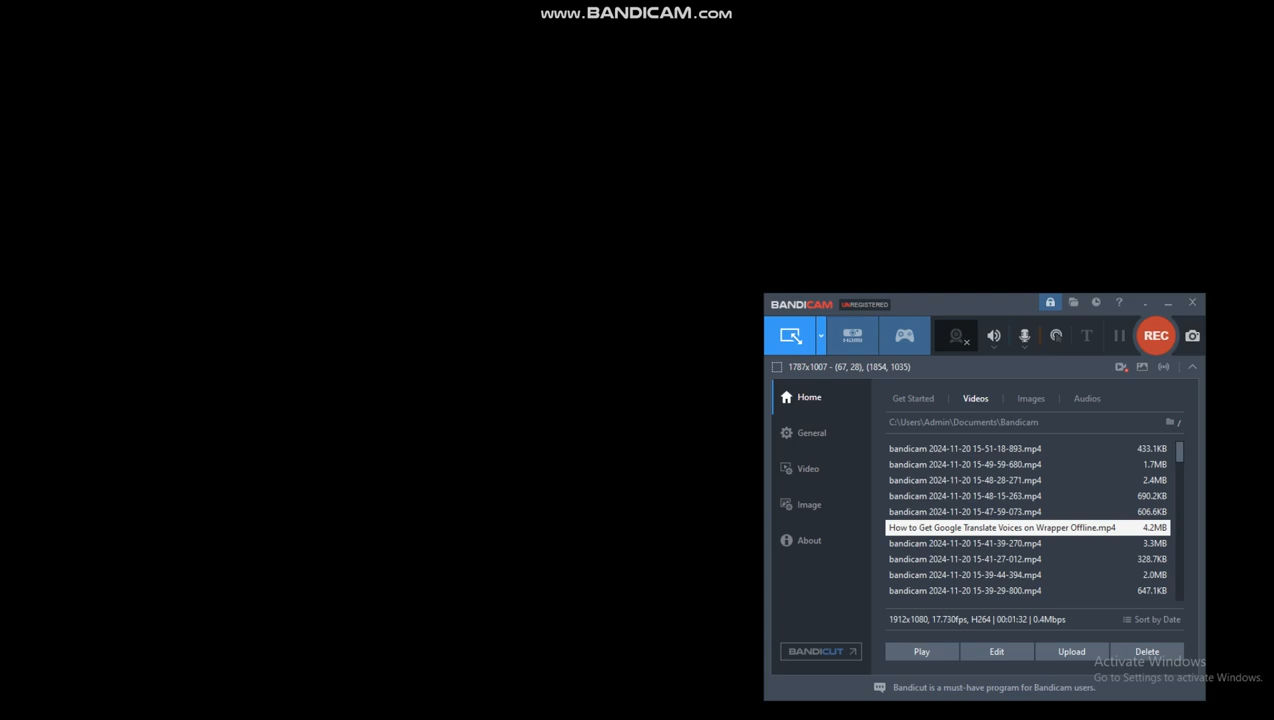 www.BANDICAM.com
BANDICAM UNREGISTERED
?
HDMI
T
REC
1787x1007 - (67, 28), (1854, 1035)
Home
General
Video
Image
About
BANDICUT
Get Started
Videos
Images
Audios
C:\Users\Admin\Documents\Bandicam
bandicam 2024-11-20 15-51-18-893.mp4 433.1KB
bandicam 2024-11-20 15-49-59-680.mp4 1.7MB
bandicam 2024-11-20 15-48-28-271.mp4 2.4MB
bandicam 2024-11-20 15-48-15-263.mp4 690.2KB
bandicam 2024-11-20 15-47-59-073.mp4 606.6KB
How to Get Google Translate Voices on Wrapper Offline.mp4 4.2MB
bandicam 2024-11-20 15-41-39-270.mp4 3.3MB
bandicam 2024-11-20 15-41-27-012.mp4 328.7KB
bandicam 2024-11-20 15-39-44-394.mp4 2.0MB
bandicam 2024-11-20 15-39-29-800.mp4 647.1KB
1912x1080, 17.730fps, H264 | 00:01:32 | 0.4Mbps
Sort by Date
Play
Edit
Upload
Delete
Bandicut is a must-have program for Bandicam users.
Activate Windows
Go to Settings to activate Windows.